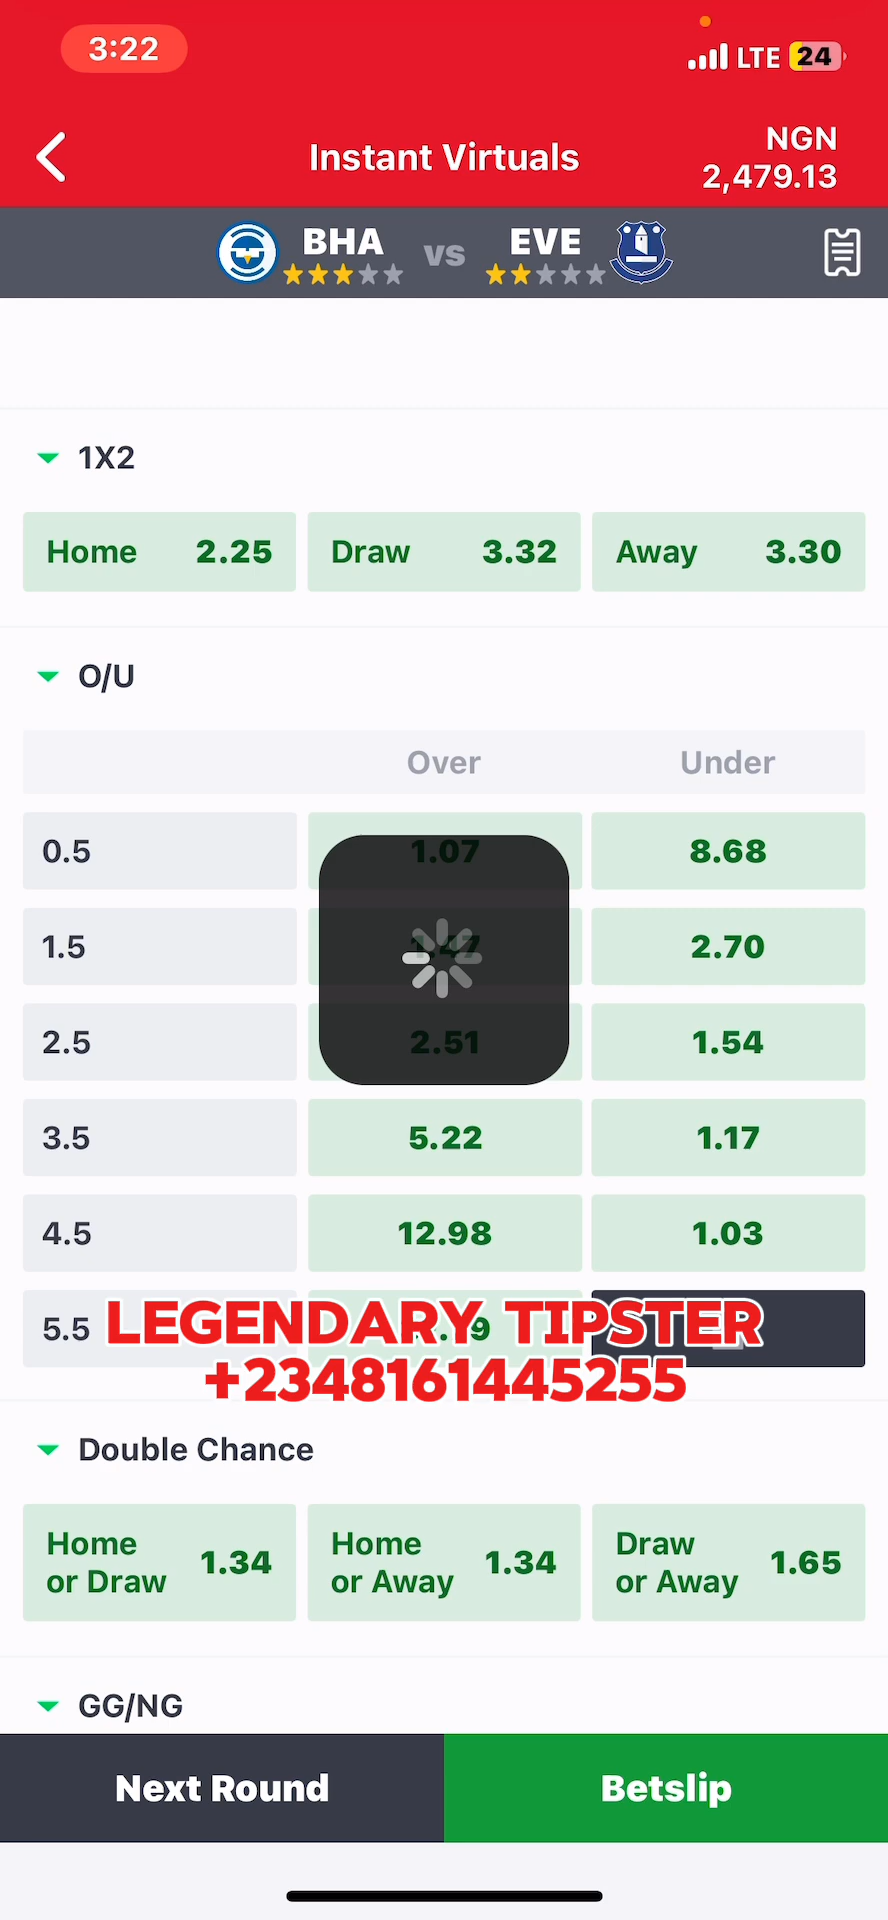 3:22 LTE 24
Instant Virtuals
NGN
2,479.13
BHA vs EVE
1X2
Home 2.25 Draw 3.32 Away 3.30
O/U
Over Under
0.5 1.07 8.68
1.5 1.47 2.70
2.5 2.51 1.54
3.5 5.22 1.17
4.5 12.98 1.03
5.5
LEGENDARY TIPSTER
+2348161445255
Double Chance
Home or Draw 1.34 Home or Away 1.34 Draw or Away 1.65
GG/NG
Next Round Betslip